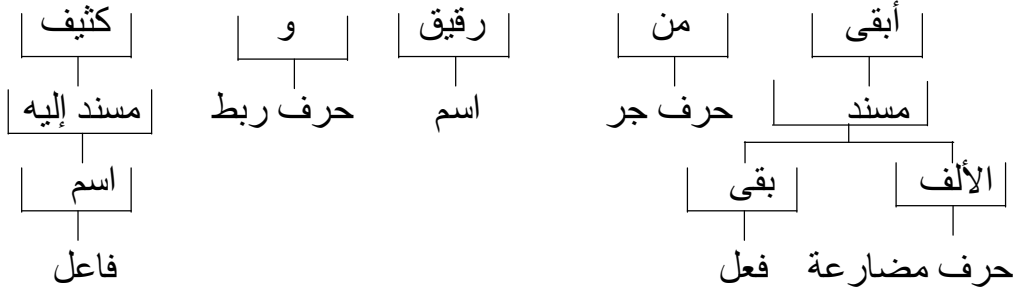 أبقى من رقيق و كثيف
مسند حرف جر اسم حرف ربط مسند إليه
الألف بقى اسم
حرف مضارعة فعل فاعل